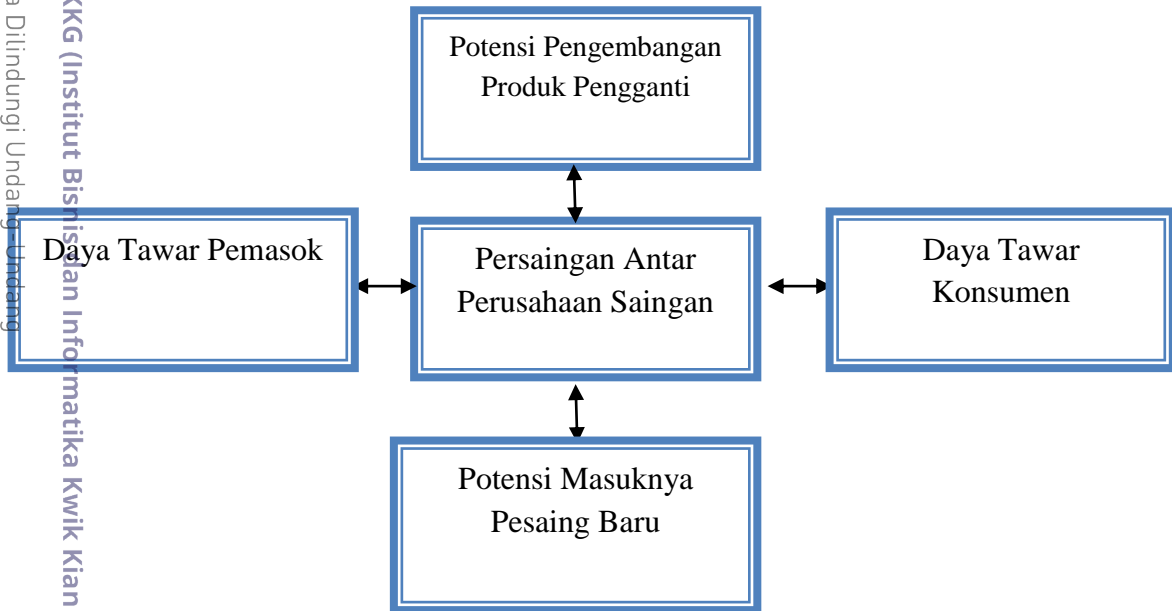 Potensi Pengembangan
Produk Pengganti
Daya Tawar Pemasok
Persaingan Antar
Perusahaan Saingan
Daya Tawar
Konsumen
Potensi Masuknya
Pesaing Baru
KKG (Institut Bisnis dan Informatika Kwik Kian
a Dilindungi Undang-Undang